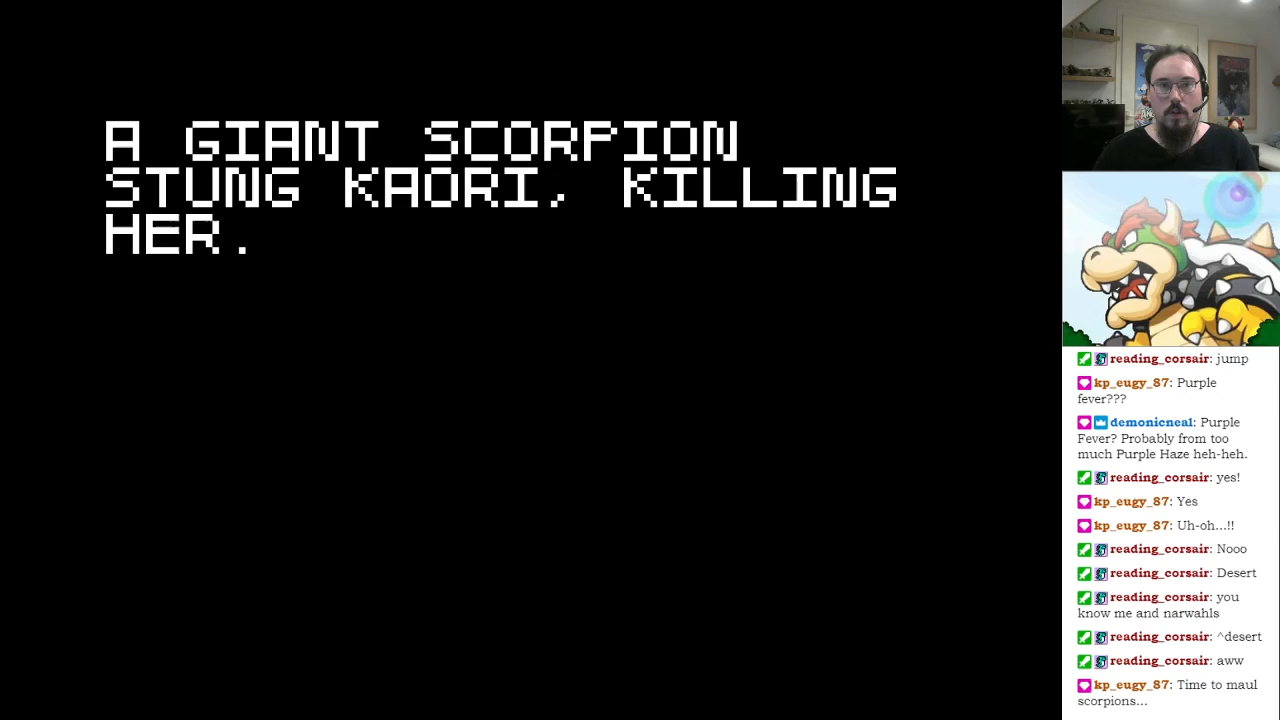 A GIANT SCORPION
STUNG KAORI, KILLING
HER.
reading_corsair: jump
kp_eugy_87: Purple
fever???
demonicneal: Purple
Fever? Probably from too
much Purple Haze heh-heh.
reading_corsair: yes!
kp_eugy_87: Yes
kp_eugy_87: Uh-oh...!!
reading_corsair: Nooo
reading_corsair: Desert
reading_corsair: you
know me and narwahls
reading_corsair: ^desert
reading_corsair: aww
kp_eugy_87: Time to maul
scorpions...